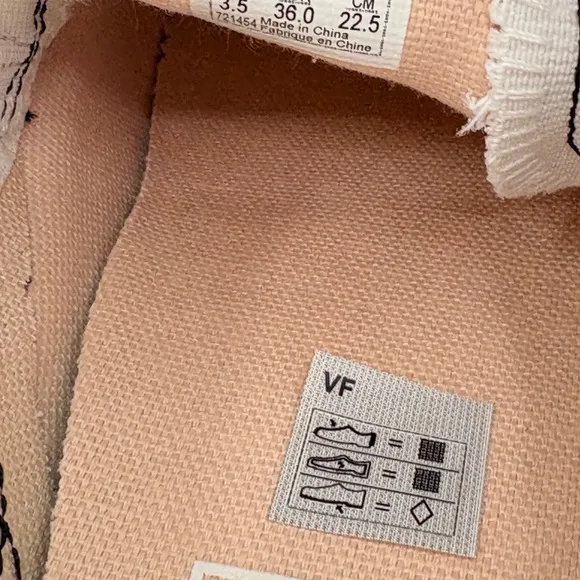 CM
3.5 36.0 22.5
721454 Made in China
Fabriqué en Chine
VF
=
=
=